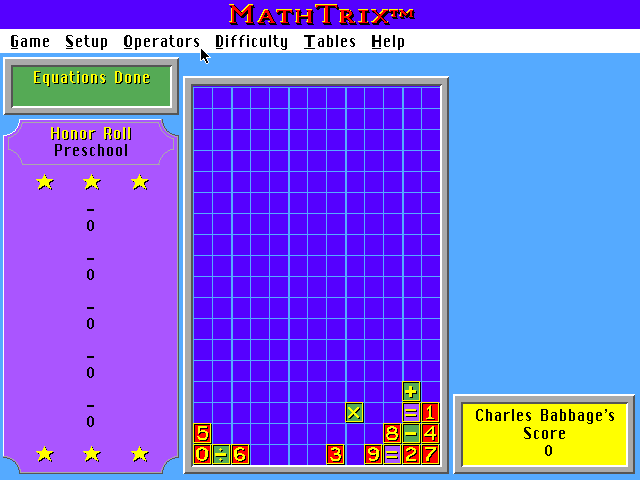 MATHTRIX™
Game Setup Operators Difficulty Tables Help
Equations Done
Honor Roll
Preschool
–
0
–
0
–
0
–
0
–
0
+
× = 1
5 8 - 4
0 ÷ 6 3 9 = 2 7
Charles Babbage's
Score
0